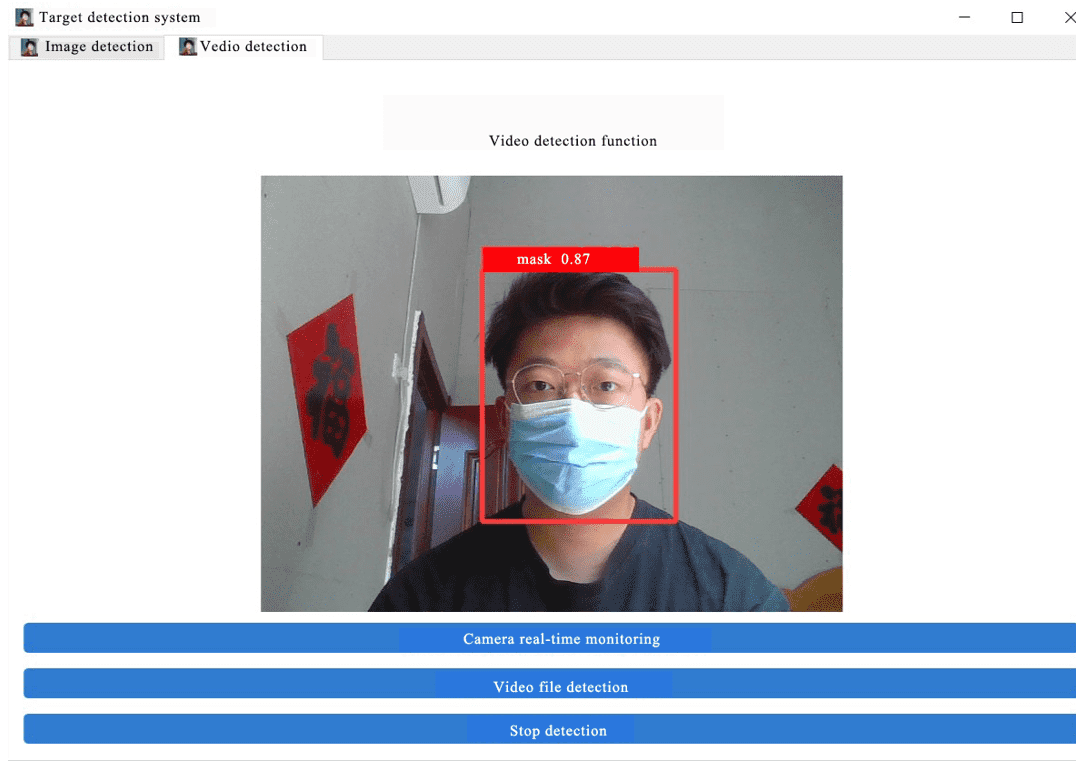 Target detection system
Image detection
Vedio detection
Video detection function
mask 0.87
福
Camera real-time monitoring
Video file detection
Stop detection